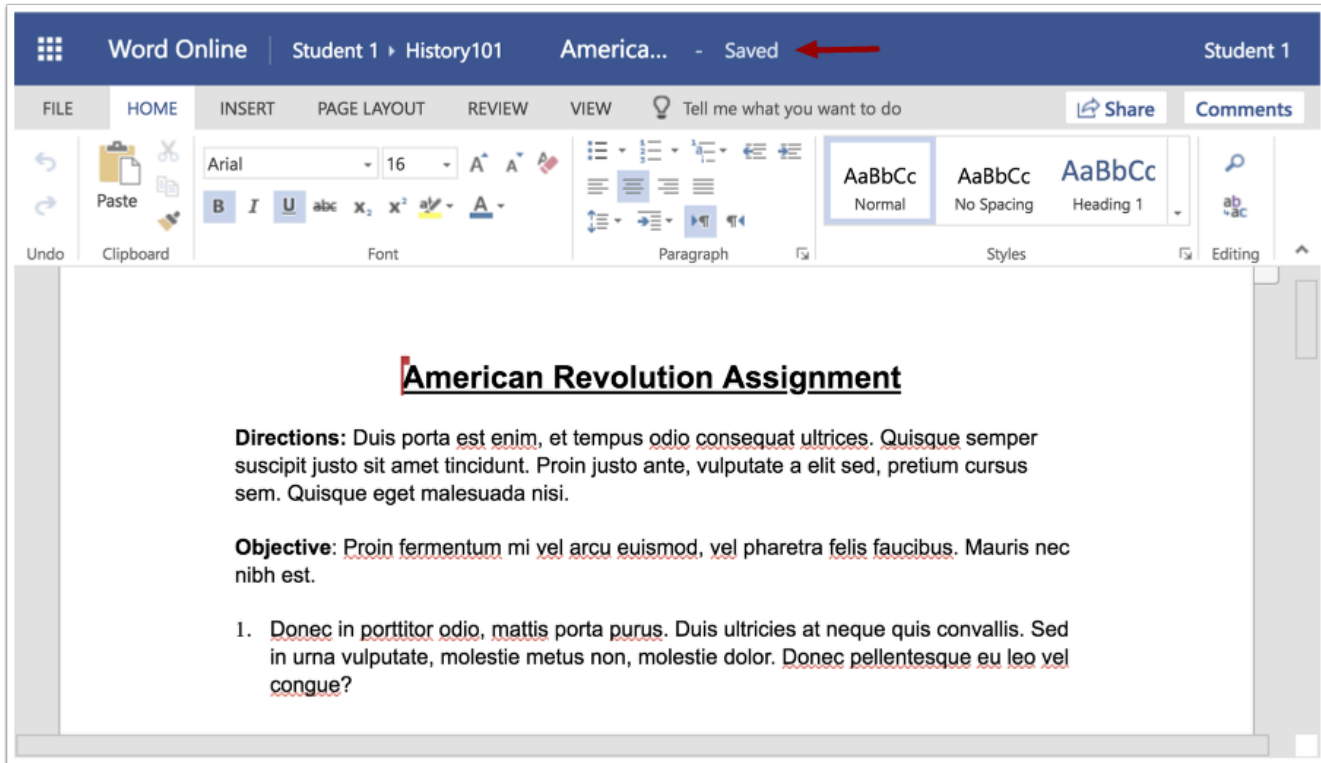 Word Online Student 1 ▸ History101 America... - Saved Student 1
FILE HOME INSERT PAGE LAYOUT REVIEW VIEW Tell me what you want to do Share Comments
Arial 16
Paste
B I U abc x₂ x² aby A
AaBbCc AaBbCc AaBbCc
Normal No Spacing Heading 1
ab
ac
Undo Clipboard Font Paragraph Styles Editing
American Revolution Assignment
Directions: Duis porta est enim, et tempus odio consequat ultrices. Quisque semper
suscipit justo sit amet tincidunt. Proin justo ante, vulputate a elit sed, pretium cursus
sem. Quisque eget malesuada nisi.
Objective: Proin fermentum mi vel arcu euismod, vel pharetra felis faucibus. Mauris nec
nibh est.
1. Donec in porttitor odio, mattis porta purus. Duis ultricies at neque quis convallis. Sed
in urna vulputate, molestie metus non, molestie dolor. Donec pellentesque eu leo vel
congue?